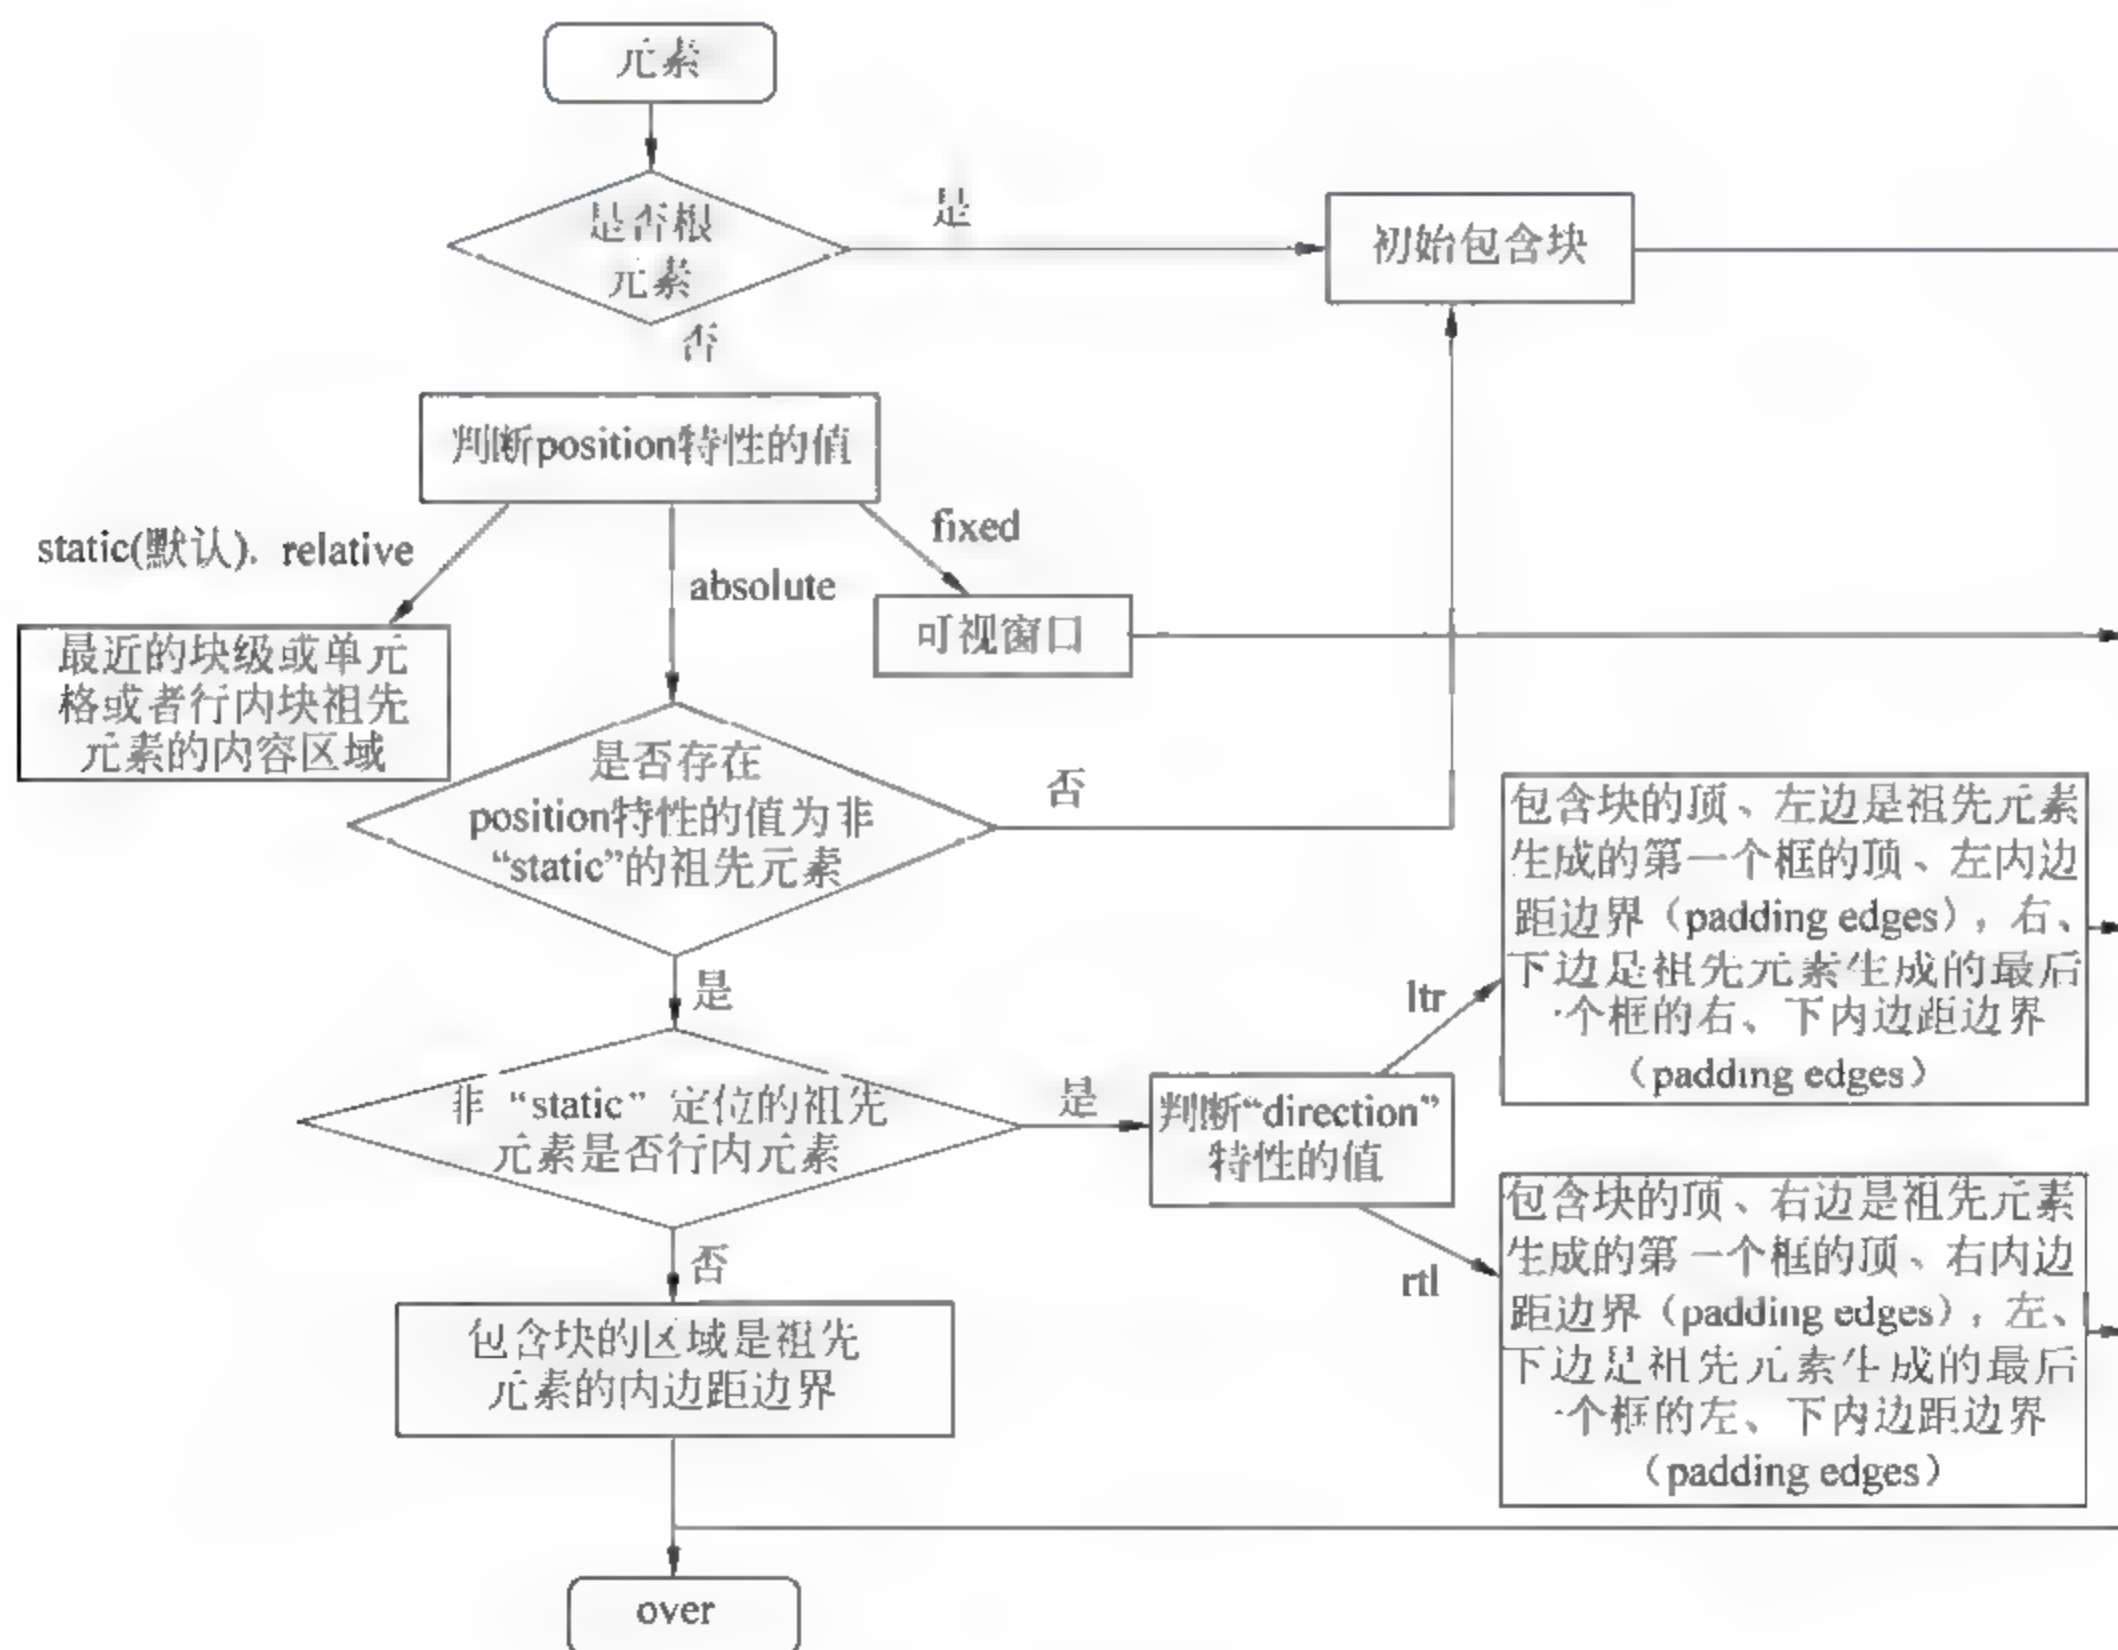 元素
是否根
元素
是
初始包含块
否
判断position特性的值
static(默认). relative
absolute
fixed
可视窗口
最近的块级或单元
格或者行内块祖先
元素的内容区域
是否存在
position特性的值为非
“static”的祖先元素
否
是
非“static”定位的祖先
元素是否行内元素
是
判断“direction”
特性的值
ltr
包含块的顶、左边是祖先元素
生成的第一个框的顶、左内边
距边界（padding edges），右、
下边是祖先元素生成的最后
一个框的右、下内边距边界
（padding edges）
rtl
包含块的顶、右边是祖先元素
生成的第一个框的顶、右内边
距边界（padding edges），左、
下边是祖先元素生成的最后
一个框的左、下内边距边界
（padding edges）
否
包含块的区域是祖先
元素的内边距边界
over